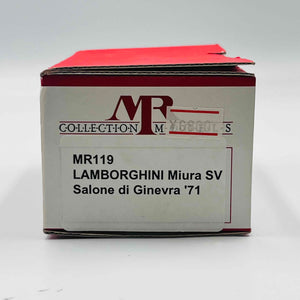 MR
COLLECTION M S
MR119
LAMBORGHINI Miura SV
Salone di Ginevra '71